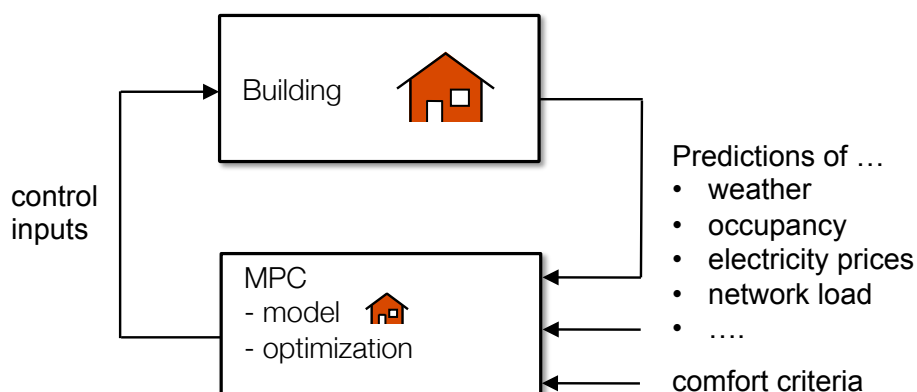 Building
control
inputs
MPC
- model
- optimization
Predictions of …
• weather
• occupancy
• electricity prices
• network load
• ….
comfort criteria